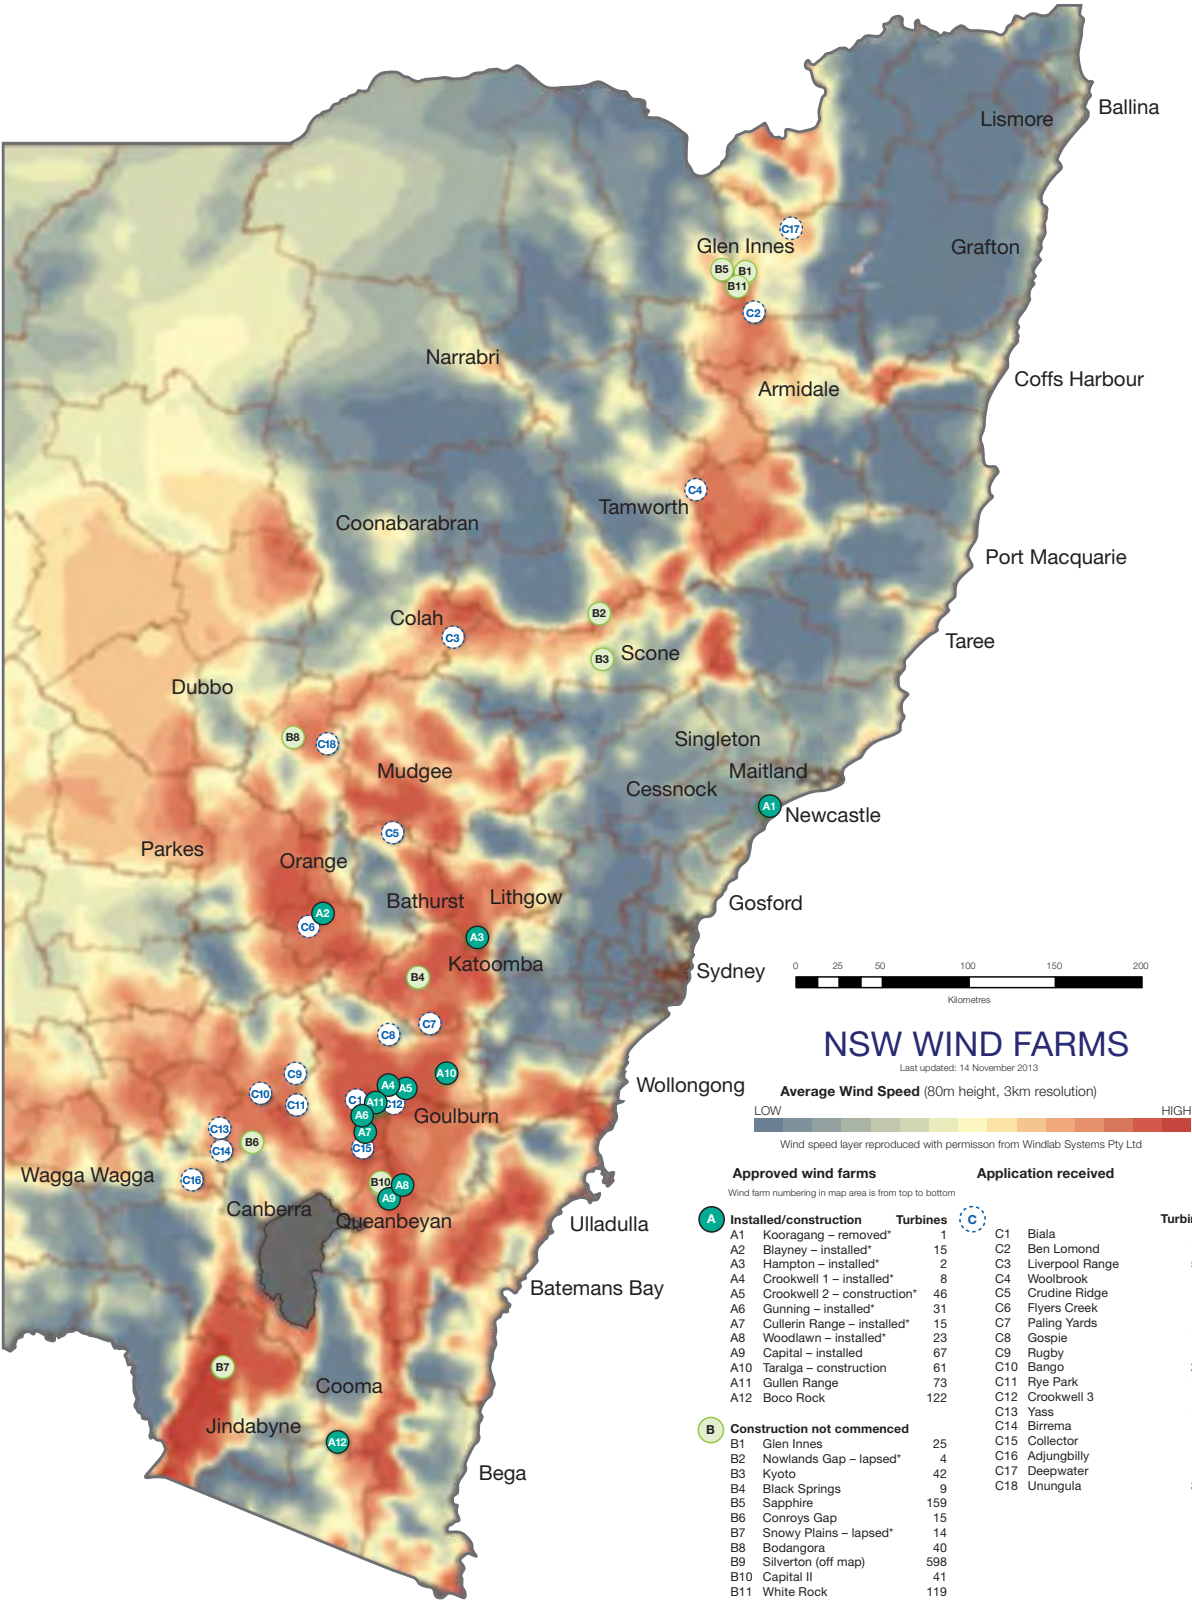 Ballina
Lismore
C17
Glen Innes
Grafton
B5
B1
B11
C2
Narrabri
Coffs Harbour
Armidale
C4
Tamworth
Coonabarabran
Port Macquarie
B2
Colah
C3
Taree
B3
Scone
Dubbo
B8
C18
Singleton
Mudgee
Maitland
Cessnock
A1
Newcastle
C5
Parkes
Orange
Bathurst
Lithgow
Gosford
A2
C6
A3
Katoomba
B4
Sydney
0 25 50 100 150 200
Kilometres
C7
C8
NSW WIND FARMS
Last updated: 14 November 2013
C9
A10
Wollongong
A4
A5
C10
C1
A11
C12
C11
Average Wind Speed (80m height, 3km resolution)
LOW HIGH
A6
Goulburn
C13
A7
B6
C14
C15
Wind speed layer reproduced with permisson from Windlab Systems Pty Ltd
Wagga Wagga
C16
B10
A8
A9
Canberra
Queanbeyan
Ulladulla
Batemans Bay
B7
Cooma
Jindabyne
A12
Bega
Approved wind farms
Wind farm numbering in map area is from top to bottom
A Installed/construction Turbines
A1 Kooragang – removed* 1
A2 Blayney – installed* 15
A3 Hampton – installed* 2
A4 Crookwell 1 – installed* 8
A5 Crookwell 2 – construction* 46
A6 Gunning – installed* 31
A7 Cullerin Range – installed* 15
A8 Woodlawn – installed* 23
A9 Capital – installed 67
A10 Taralga – construction 61
A11 Gullen Range 73
A12 Boco Rock 122
B Construction not commenced
B1 Glen Innes 25
B2 Nowlands Gap – lapsed* 4
B3 Kyoto 42
B4 Black Springs 9
B5 Sapphire 159
B6 Conroys Gap 15
B7 Snowy Plains – lapsed* 14
B8 Bodangora 40
B9 Silverton (off map) 598
B10 Capital II 41
B11 White Rock 119
Application received
C
C1 Biala
C2 Ben Lomond
C3 Liverpool Range
C4 Woolbrook
C5 Crudine Ridge
C6 Flyers Creek
C7 Paling Yards
C8 Gospie
C9 Rugby
C10 Bango
C11 Rye Park
C12 Crookwell 3
C13 Yass
C14 Birrema
C15 Collector
C16 Adjungbilly
C17 Deepwater
C18 Unungula